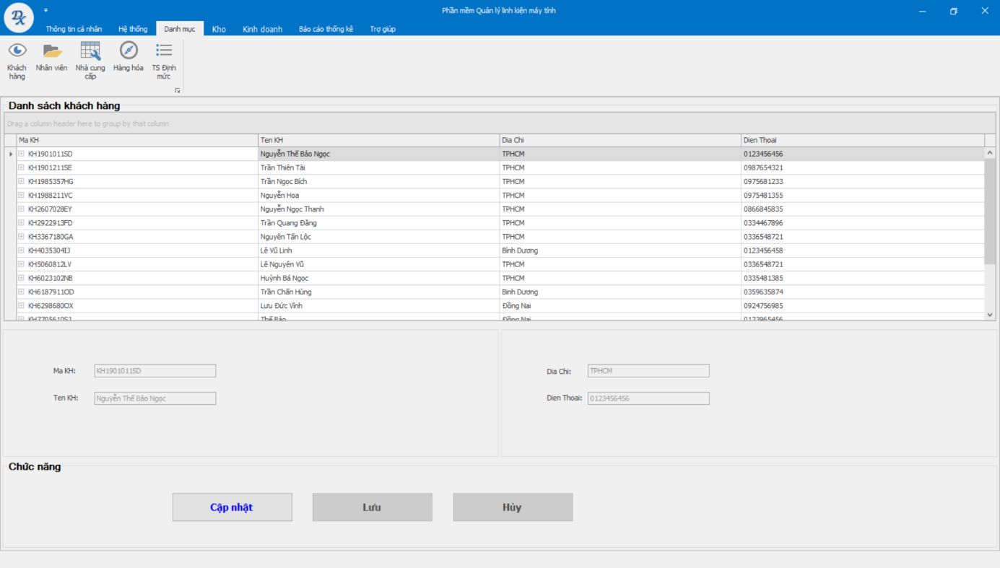 Phần mềm Quản lý linh kiện máy tính
Thông tin cá nhân Hệ thống Danh mục Kho Kinh doanh Báo cáo thống kê Trợ giúp
Khách hàng Nhân viên Nhà cung cấp Hàng hóa TS Định mức
Danh sách khách hàng
Drag a column header here to group by that column
Ma KH Ten KH Dia Chi Dien Thoai
KH1901011SD Nguyễn Thế Bảo Ngọc TPHCM 0123456456
KH1901211SE Trần Thiên Tài TPHCM 0987654321
KH1985357HG Trần Ngọc Bích TPHCM 0975681233
KH1988211VC Nguyễn Hoa TPHCM 0975481355
KH2607028EY Nguyễn Ngọc Thanh TPHCM 0866845835
KH2922913FD Trần Quang Đăng TPHCM 0334467896
KH3367180GA Nguyên Tấn Lộc TPHCM 0336548721
KH4035304IJ Lê Vũ Linh Bình Dương 0123456458
KH5060812LV Lê Nguyên Vũ TPHCM 0336548721
KH6023102NB Huỳnh Bá Ngọc TPHCM 0335481385
KH6187911OD Trần Chấn Hùng Binh Dương 0359635874
KH6298680OX Lưu Đức Vĩnh Đồng Nai 0924756985
KH7705610SJ Thế Bảo Đồng Nai 0123965456
Ma KH: KH1901011SD Dia Chi: TPHCM
Ten KH: Nguyễn Thế Bảo Ngọc Dien Thoai: 0123456456
Chức năng
Cập nhật Lưu Hủy